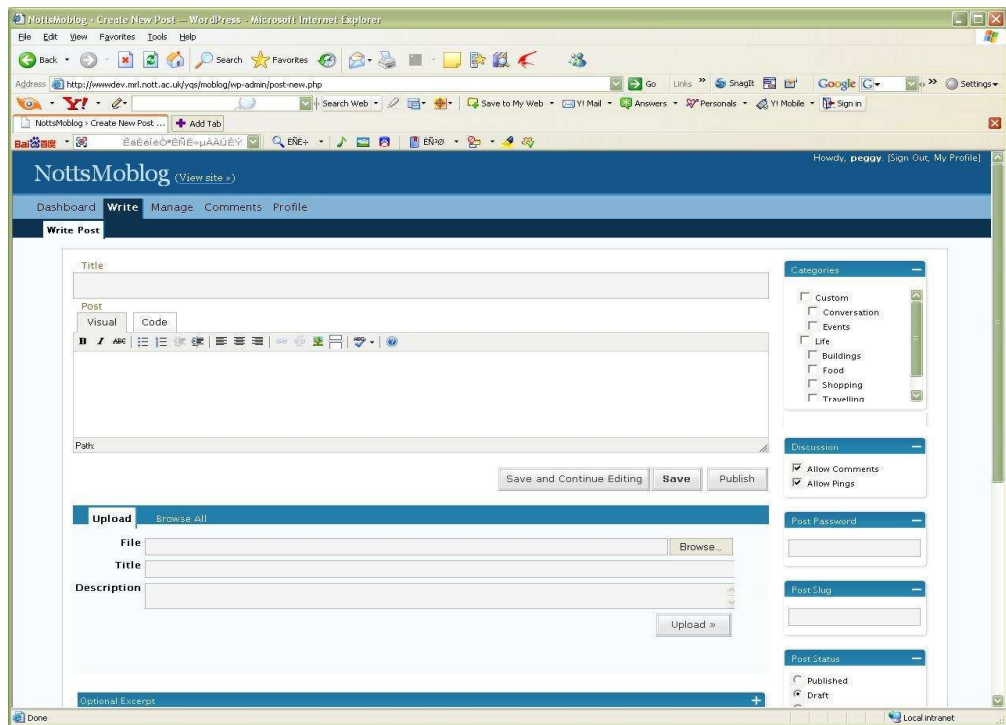 NottsMoblog › Create New Post — WordPress - Microsoft Internet Explorer
File Edit View Favorites Tools Help
Back Search Favorites
Address http://wwwdev.mrl.nott.ac.uk/yqs/moblog/wp-admin/post-new.php Go Links » SnagIt Google G » Settings
Y! Search Web Save to My Web Y! Mail Answers Personals Y! Mobile Sign in
NottsMoblog › Create New Post ... Add Tab
Bai百度
Howdy, peggy. [Sign Out, My Profile]
NottsMoblog (View site »)
Dashboard Write Manage Comments Profile
Write Post
Title
Post
Visual Code
B I ABC
Path:
Save and Continue Editing Save Publish
Upload Browse All
File Browse...
Title
Description
Upload »
Optional Excerpt +
Categories
Custom
Conversation
Events
Life
Buildings
Food
Shopping
Travelling
Discussion
Allow Comments
Allow Pings
Post Password
Post Slug
Post Status
Published
Draft
Done Local intranet